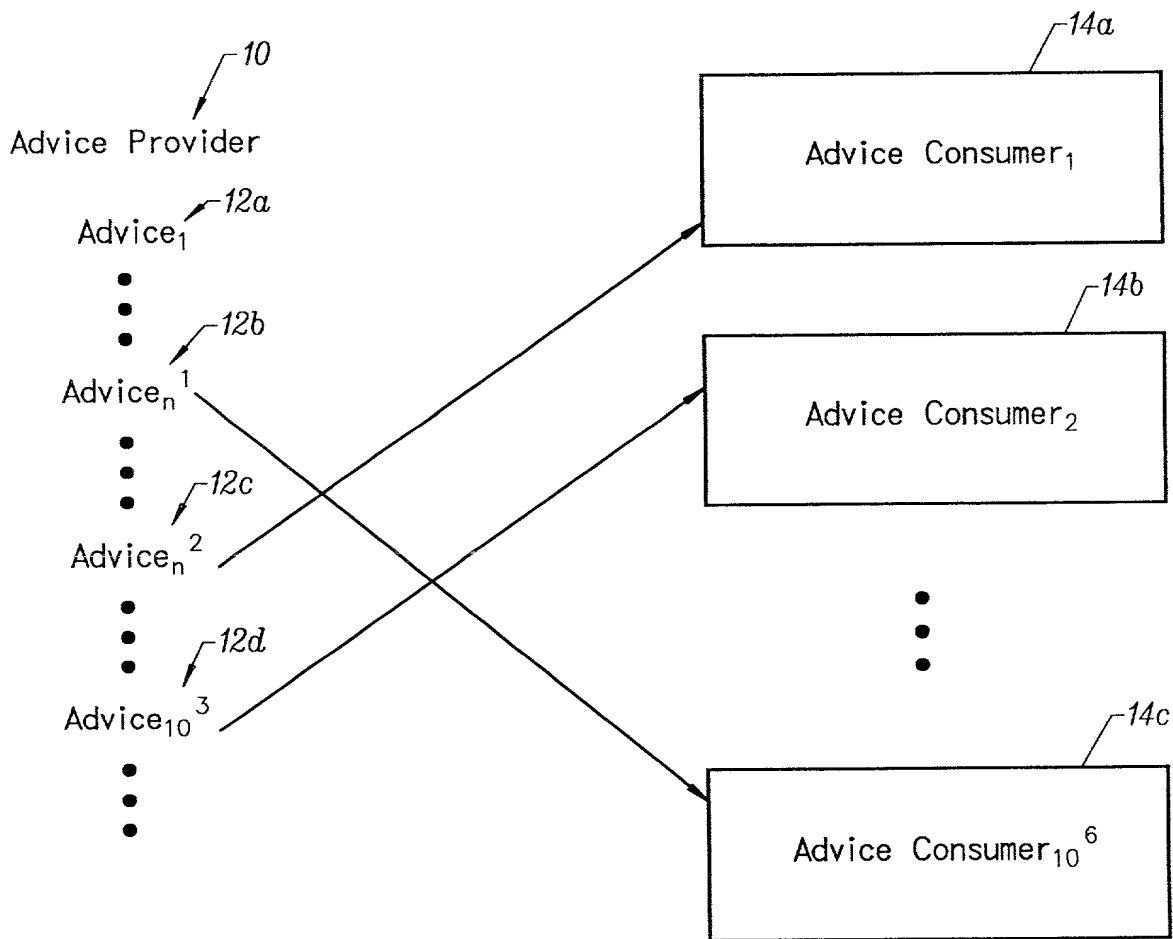 10
Advice Provider
12a
Advice₁
12b
Adviceₙ¹
12c
Adviceₙ²
12d
Advice₁₀³
14a
Advice Consumer₁
14b
Advice Consumer₂
14c
Advice Consumer₁₀⁶